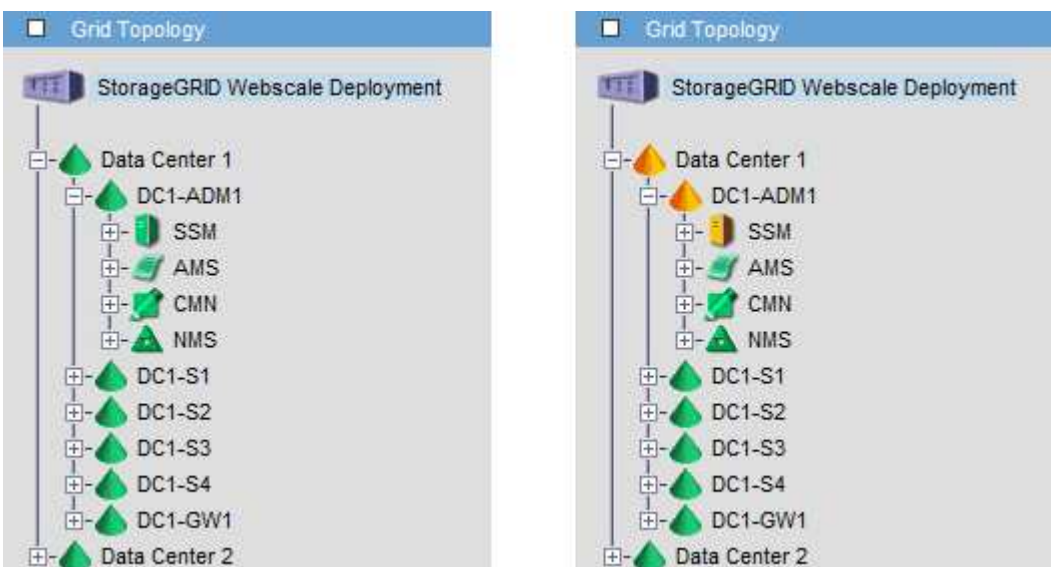 Grid Topology
StorageGRID Webscale Deployment
Data Center 1
DC1-ADM1
SSM
AMS
CMN
NMS
DC1-S1
DC1-S2
DC1-S3
DC1-S4
DC1-GW1
Data Center 2
Grid Topology
StorageGRID Webscale Deployment
Data Center 1
DC1-ADM1
SSM
AMS
CMN
NMS
DC1-S1
DC1-S2
DC1-S3
DC1-S4
DC1-GW1
Data Center 2